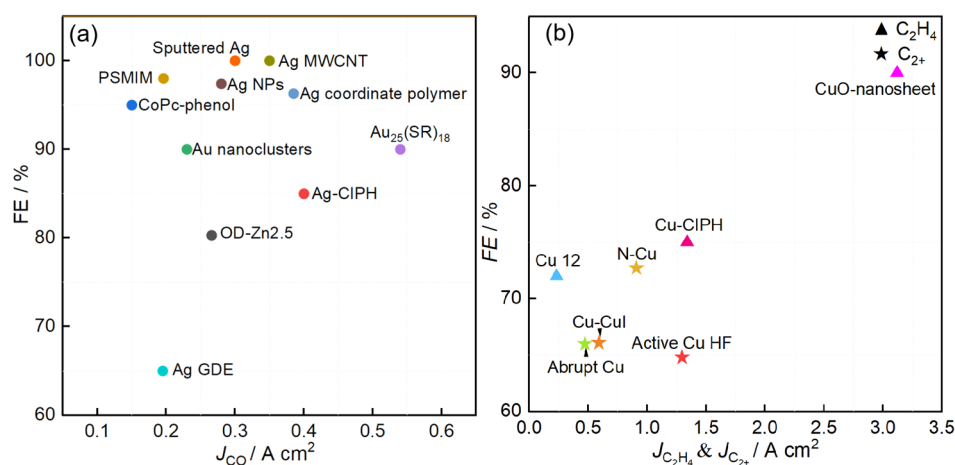 (a)
Sputtered Ag
Ag MWCNT
PSMIM
Ag NPs
CoPc-phenol
Ag coordinate polymer
Au₂₅(SR)₁₈
Au nanoclusters
Ag-CIPH
OD-Zn2.5
Ag GDE
FE / %
100
90
80
70
60
0.1 0.2 0.3 0.4 0.5 0.6
J_CO / A cm²
(b)
C₂H₄
C₂₊
CuO-nanosheet
Cu-CIPH
N-Cu
Cu 12
Cu-CuI
Active Cu HF
Abrupt Cu
FE / %
90
80
70
60
0.0 0.5 1.0 1.5 2.0 2.5 3.0 3.5
J_C₂H₄ & J_C₂₊ / A cm²